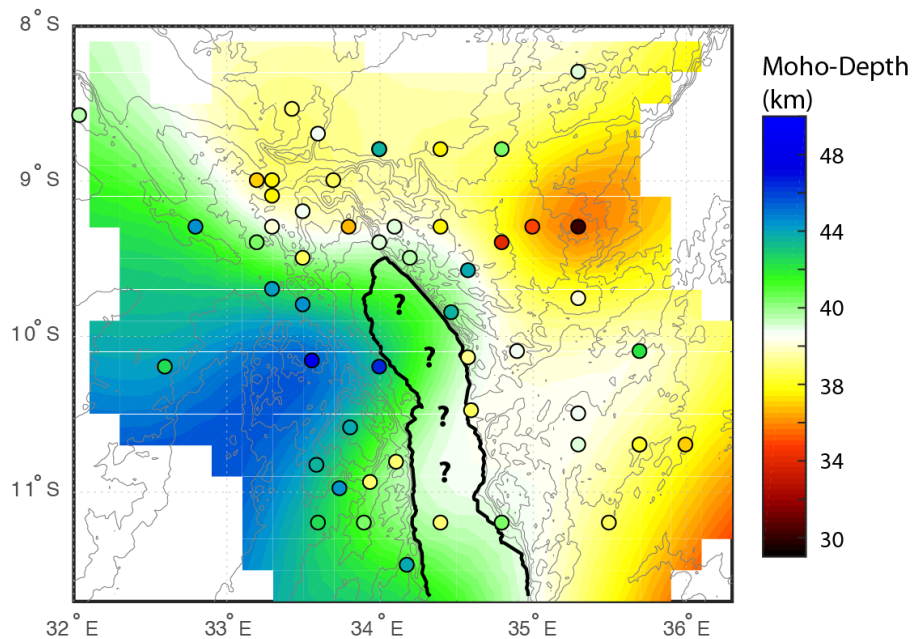 8° S
9° S
10° S
11° S
32° E
33° E
34° E
35° E
36° E
?
?
?
?
Moho-Depth
(km)
48
44
40
38
34
30